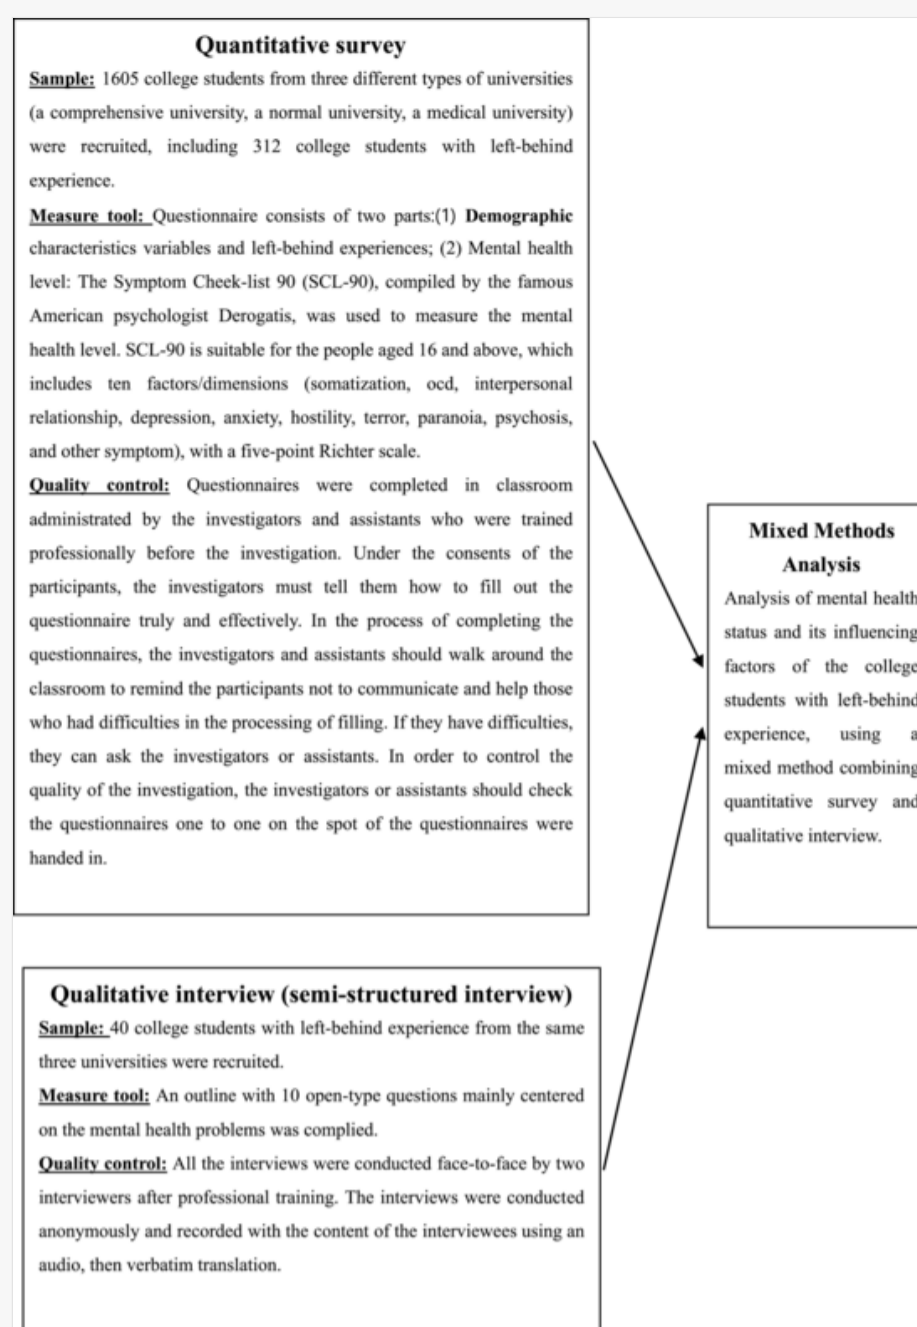 Quantitative survey
Sample: 1605 college students from three different types of universities
(a comprehensive university, a normal university, a medical university)
were recruited, including 312 college students with left-behind
experience.
Measure tool: Questionnaire consists of two parts:(1) Demographic
characteristics variables and left-behind experiences; (2) Mental health
level: The Symptom Cheek-list 90 (SCL-90), compiled by the famous
American psychologist Derogatis, was used to measure the mental
health level. SCL-90 is suitable for the people aged 16 and above, which
includes ten factors/dimensions (somatization, ocd, interpersonal
relationship, depression, anxiety, hostility, terror, paranoia, psychosis,
and other symptom), with a five-point Richter scale.
Quality control: Questionnaires were completed in classroom
administrated by the investigators and assistants who were trained
professionally before the investigation. Under the consents of the
participants, the investigators must tell them how to fill out the
questionnaire truly and effectively. In the process of completing the
questionnaires, the investigators and assistants should walk around the
classroom to remind the participants not to communicate and help those
who had difficulties in the processing of filling. If they have difficulties,
they can ask the investigators or assistants. In order to control the
quality of the investigation, the investigators or assistants should check
the questionnaires one to one on the spot of the questionnaires were
handed in.
Mixed Methods
Analysis
Analysis of mental health
status and its influencing
factors of the college
students with left-behind
experience, using a
mixed method combining
quantitative survey and
qualitative interview.
Qualitative interview (semi-structured interview)
Sample: 40 college students with left-behind experience from the same
three universities were recruited.
Measure tool: An outline with 10 open-type questions mainly centered
on the mental health problems was complied.
Quality control: All the interviews were conducted face-to-face by two
interviewers after professional training. The interviews were conducted
anonymously and recorded with the content of the interviewees using an
audio, then verbatim translation.